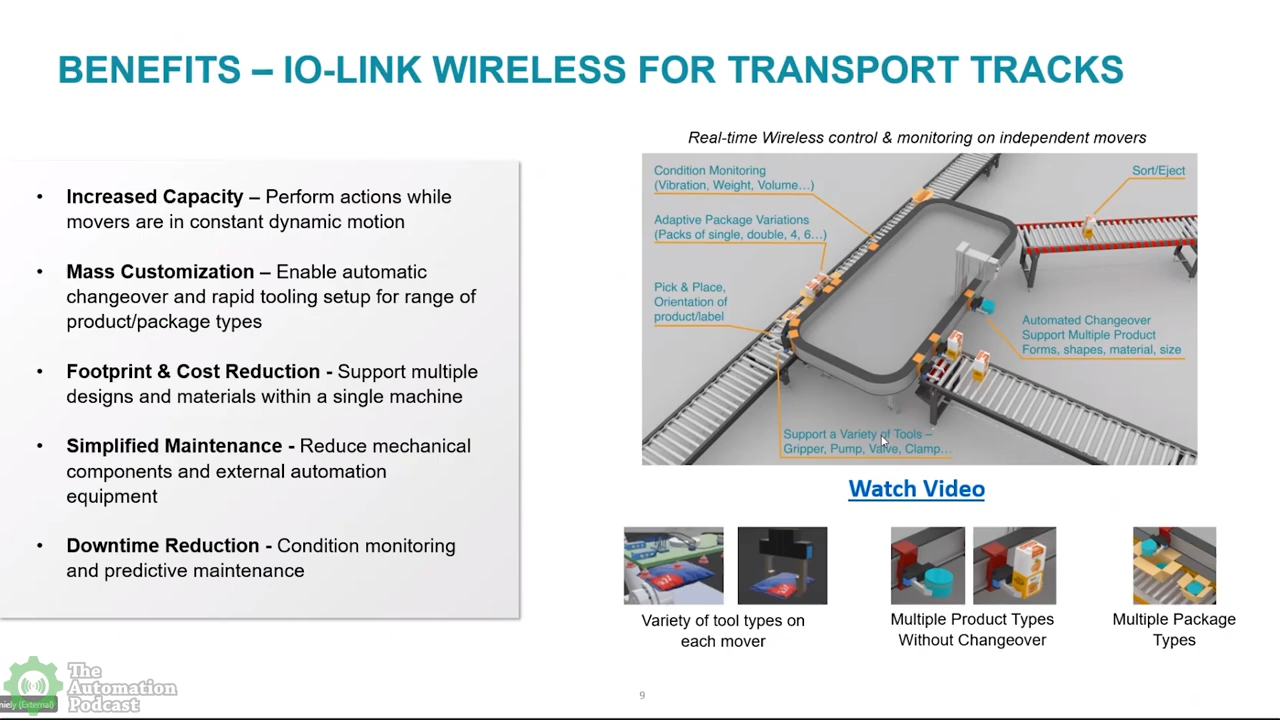 BENEFITS – IO-LINK WIRELESS FOR TRANSPORT TRACKS
• Increased Capacity – Perform actions while
movers are in constant dynamic motion
• Mass Customization – Enable automatic
changeover and rapid tooling setup for range of
product/package types
• Footprint & Cost Reduction - Support multiple
designs and materials within a single machine
• Simplified Maintenance - Reduce mechanical
components and external automation
equipment
• Downtime Reduction - Condition monitoring
and predictive maintenance
Real-time Wireless control & monitoring on independent movers
Condition Monitoring
(Vibration, Weight, Volume…)
Adaptive Package Variations
(Packs of single, double, 4, 6…)
Pick & Place,
Orientation of
product/label
Sort/Eject
Automated Changeover
Support Multiple Product
Forms, shapes, material, size
Support a Variety of Tools –
Gripper, Pump, Valve, Clamp…
Watch Video
Variety of tool types on
each mover
Multiple Product Types
Without Changeover
Multiple Package
Types
The
Automation
Podcast
(External)
9